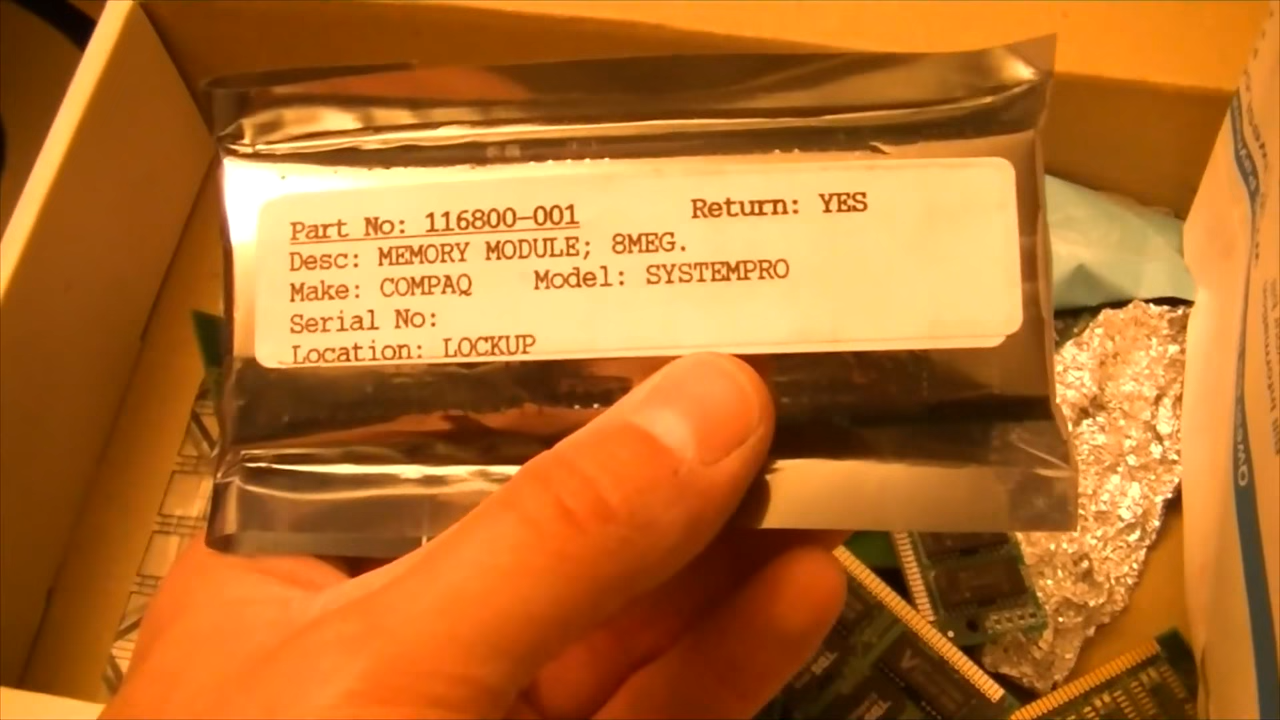 Part No: 116800-001 Return: YES
Desc: MEMORY MODULE; 8MEG.
Make: COMPAQ Model: SYSTEMPRO
Serial No:
Location: LOCKUP